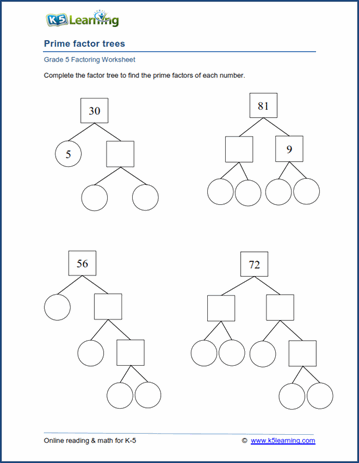 K5 Learning
Prime factor trees
Grade 5 Factoring Worksheet
Complete the factor tree to find the prime factors of each number.
30
81
5
9
56
72
Online reading & math for K-5
© www.k5learning.com